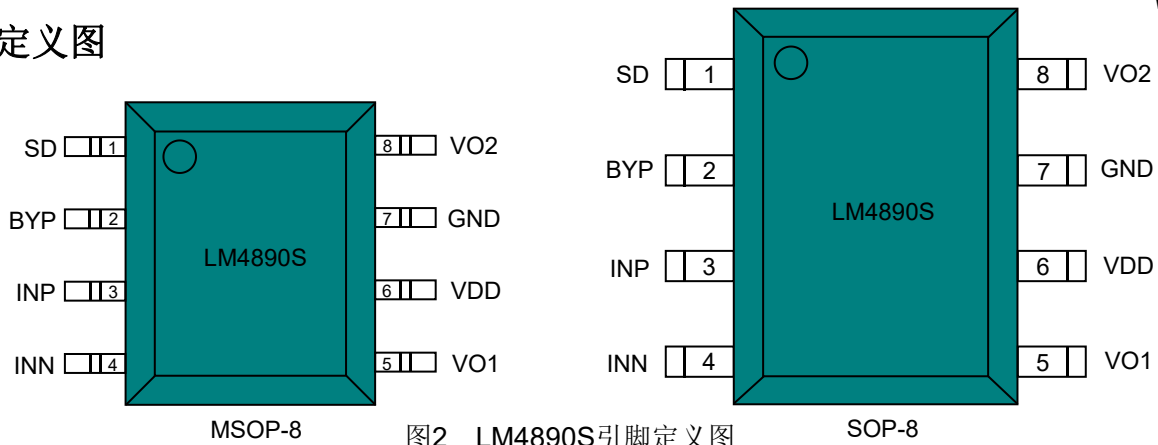 定义图
SD 1 8 VO2
BYP 2 7 GND
INP 3 6 VDD
INN 4 5 VO1
LM4890S
MSOP-8
SD 1 8 VO2
BYP 2 7 GND
INP 3 6 VDD
INN 4 5 VO1
LM4890S
SOP-8
图2 LM4890S引脚定义图